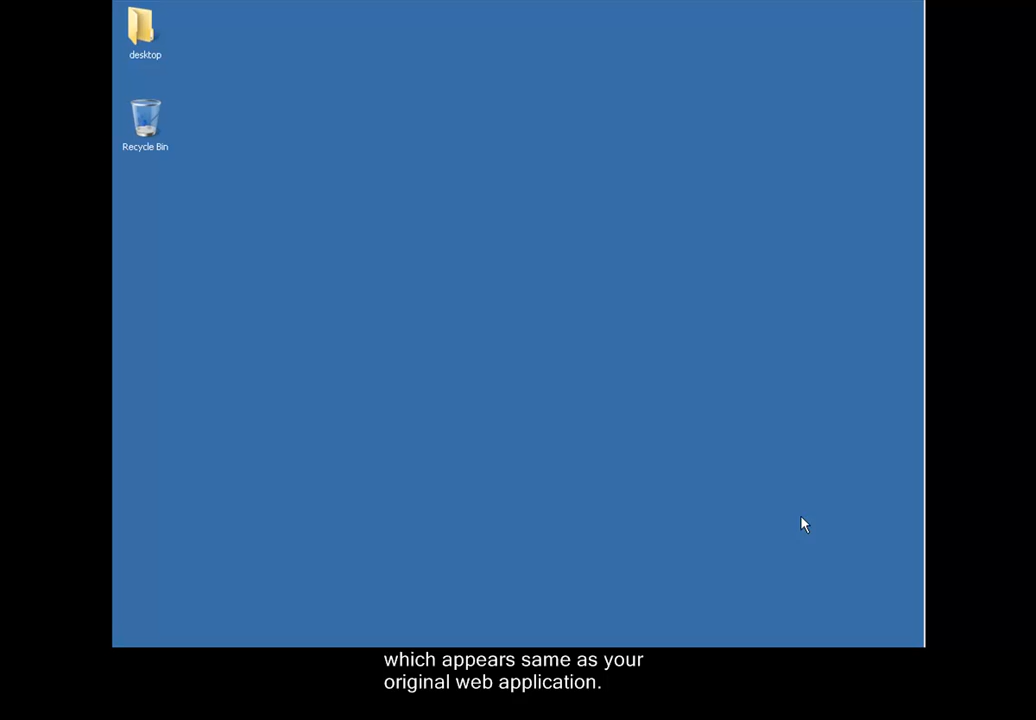 desktop
Recycle Bin
which appears same as your
original web application.